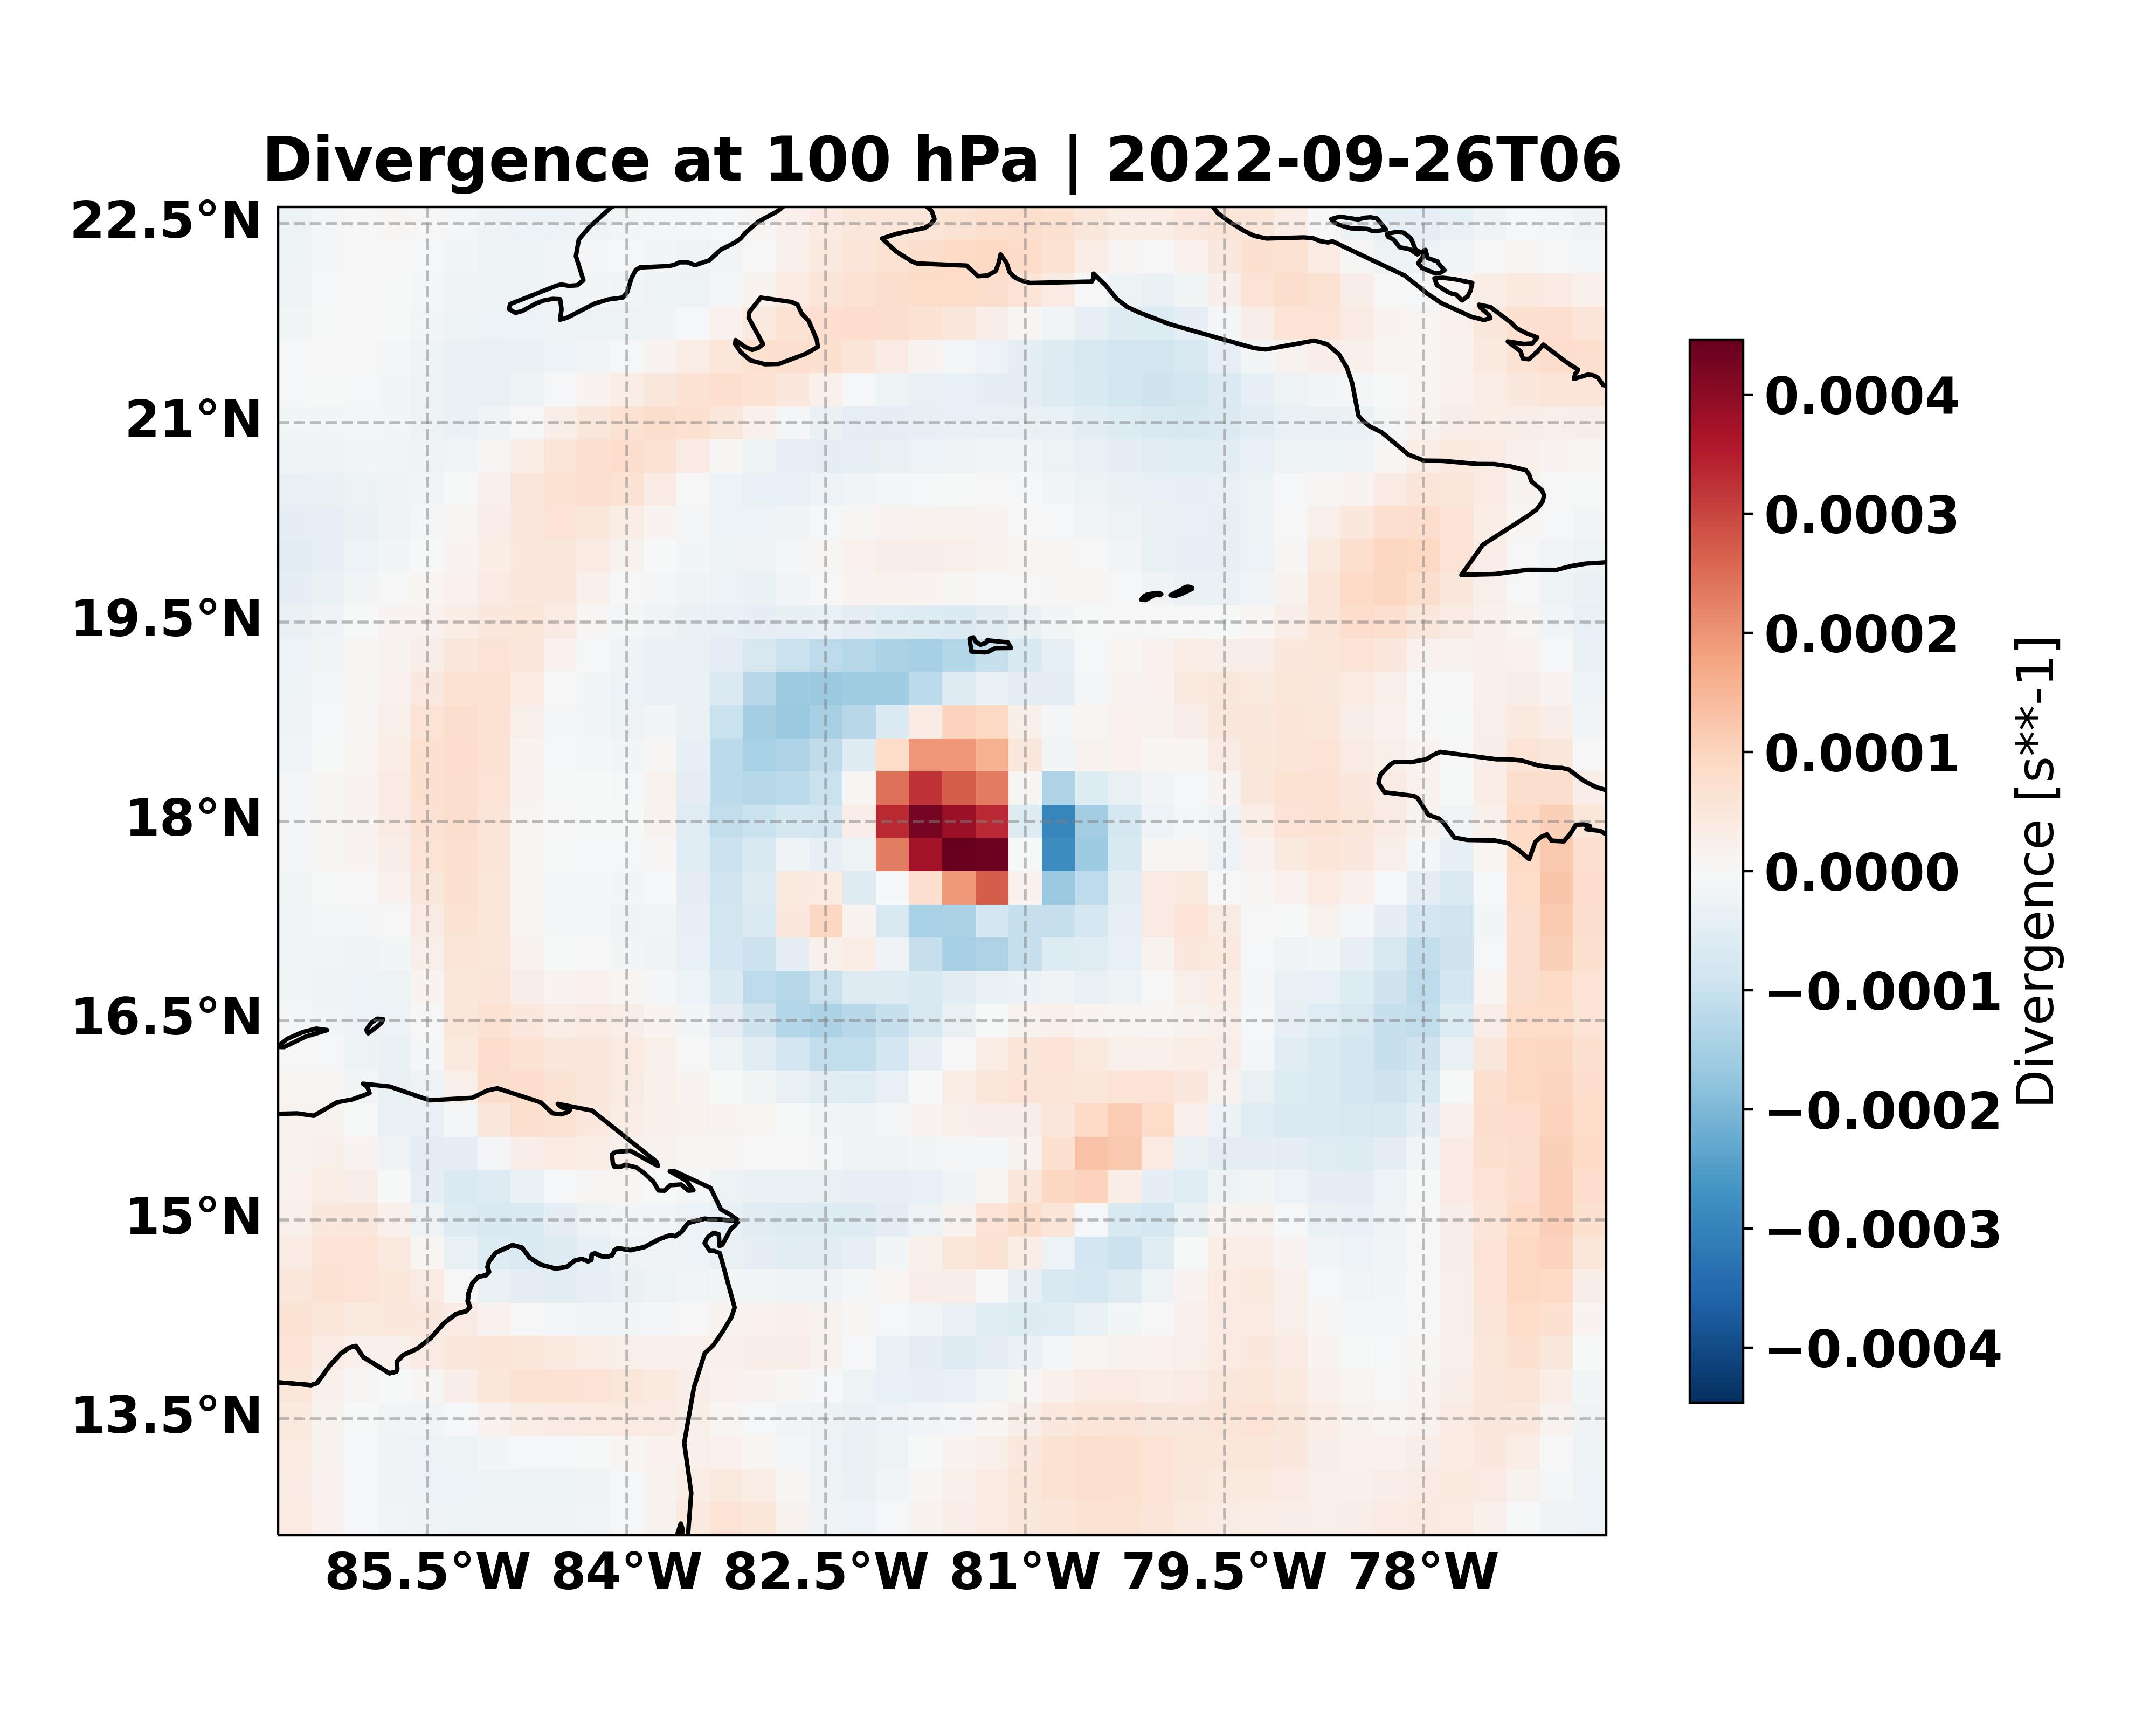 Divergence at 100 hPa | 2022-09-26T06
22.5°N
21°N
19.5°N
18°N
16.5°N
15°N
13.5°N
85.5°W 84°W 82.5°W 81°W 79.5°W 78°W
0.0004
0.0003
0.0002
0.0001
0.0000
−0.0001
−0.0002
−0.0003
−0.0004
Divergence [s**-1]